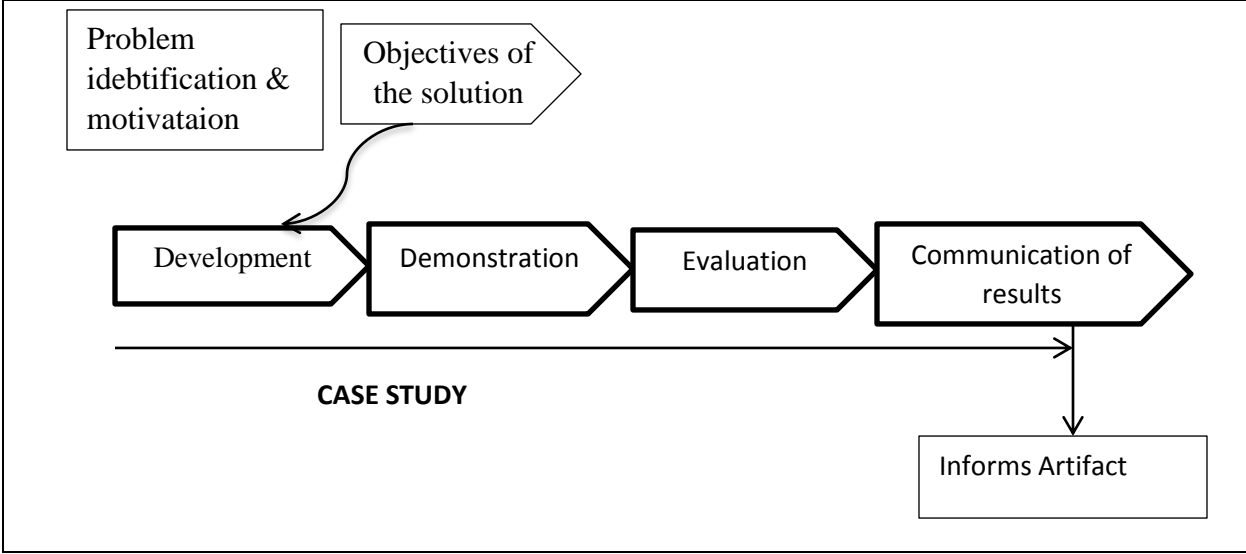 Problem
idebtification &
motivataion
Objectives of
the solution
Development
Demonstration
Evaluation
Communication of
results
CASE STUDY
Informs Artifact